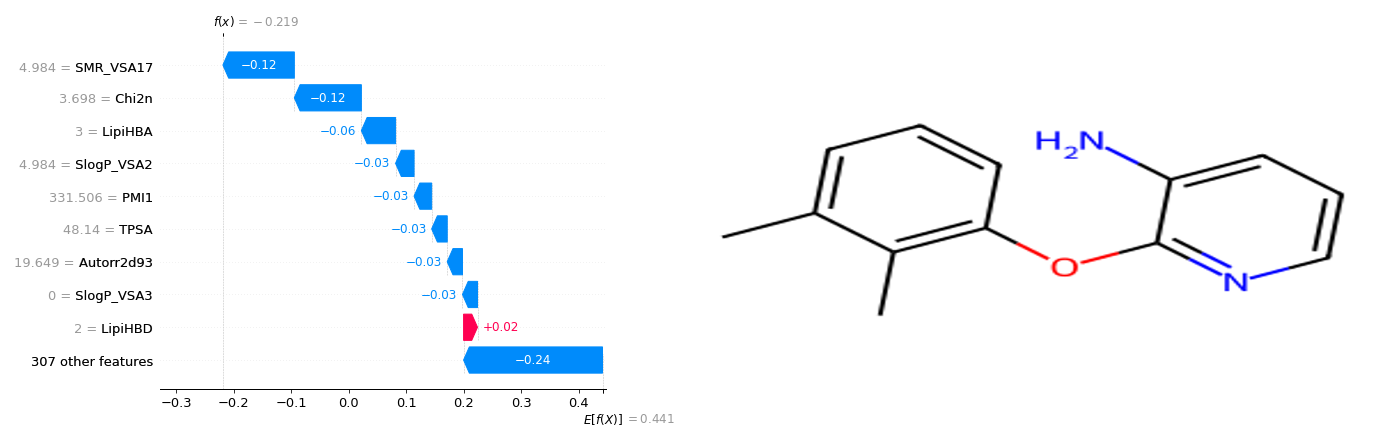 f(x) = −0.219
4.984 = SMR_VSA17
−0.12
3.698 = Chi2n
−0.12
3 = LipiHBA
−0.06
4.984 = SlogP_VSA2
−0.03
331.506 = PMI1
−0.03
48.14 = TPSA
−0.03
19.649 = Autorr2d93
−0.03
0 = SlogP_VSA3
−0.03
2 = LipiHBD
+0.02
307 other features
−0.24
−0.3 −0.2 −0.1 0.0 0.1 0.2 0.3 0.4
E[f(X)] = 0.441
H2N
O
N